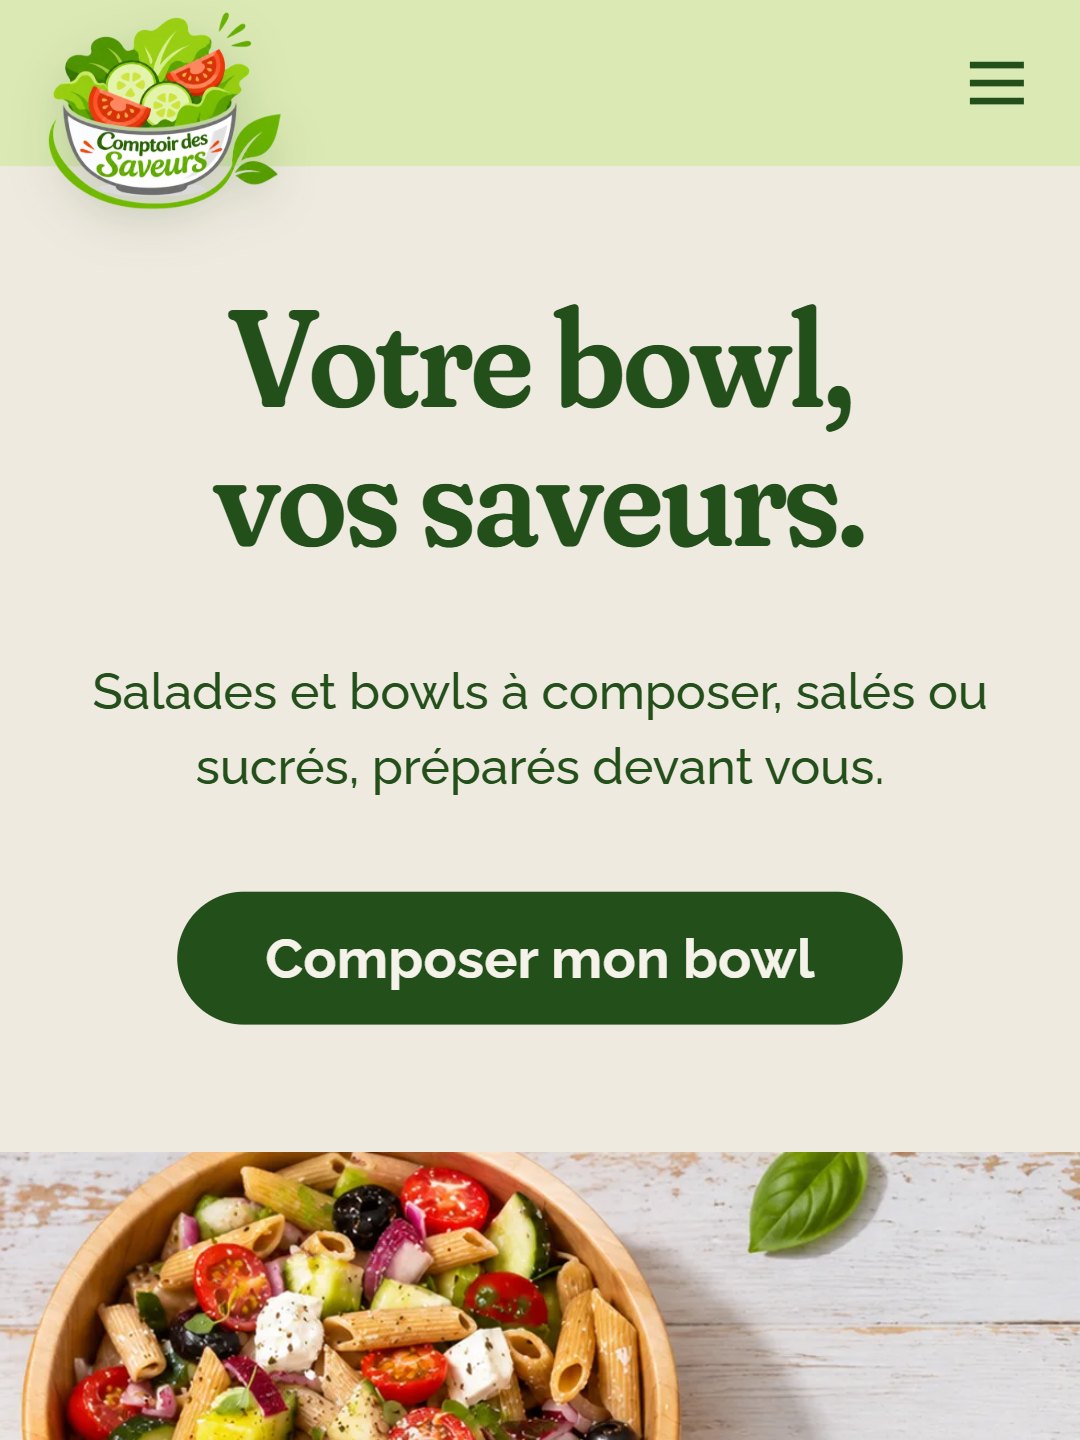 Comptoir des
Saveurs
Votre bowl,
vos saveurs.
Salades et bowls à composer, salés ou
sucrés, préparés devant vous.
Composer mon bowl